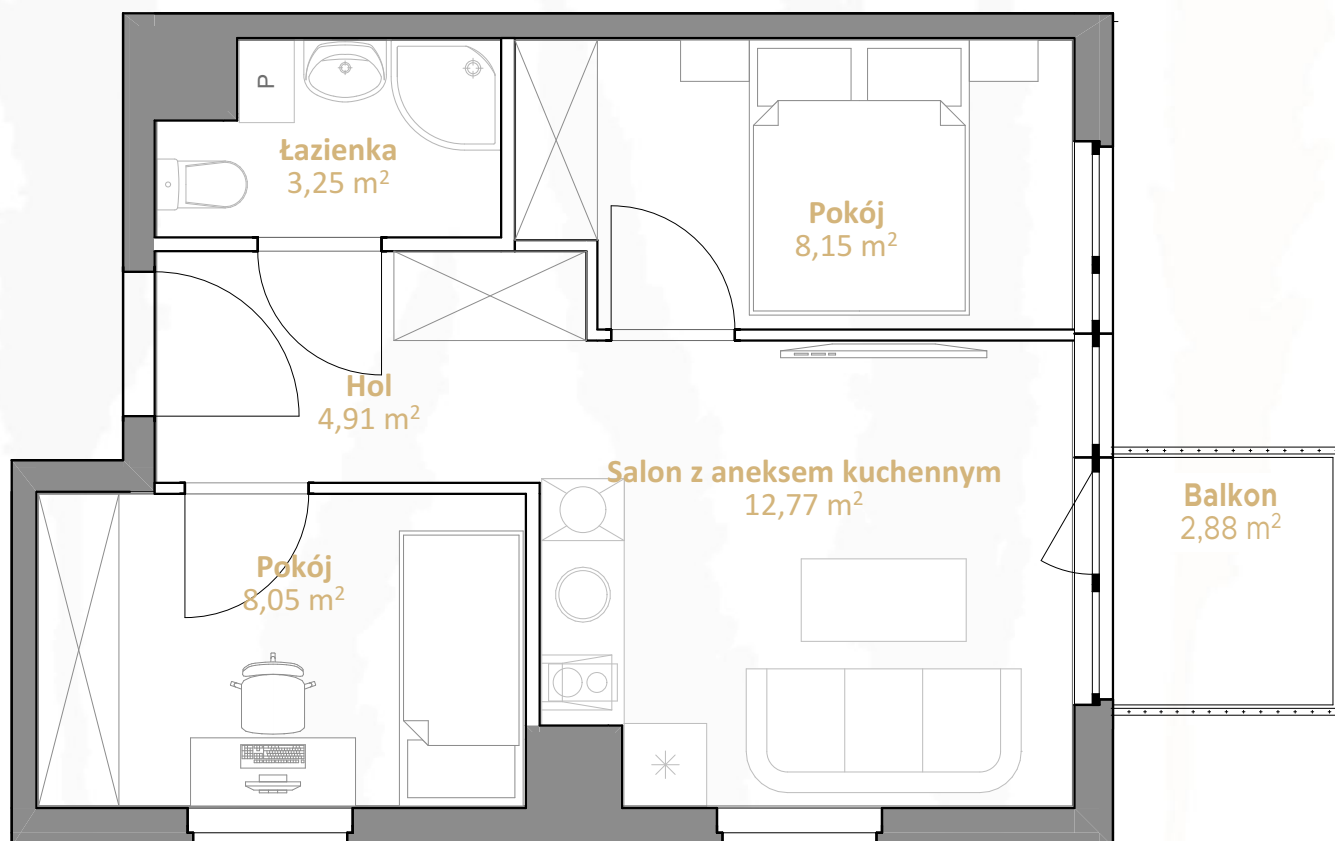 P
Łazienka
3,25 m²
Pokój
8,15 m²
Hol
4,91 m²
Salon z aneksem kuchennym
12,77 m²
Balkon
2,88 m²
Pokój
8,05 m²